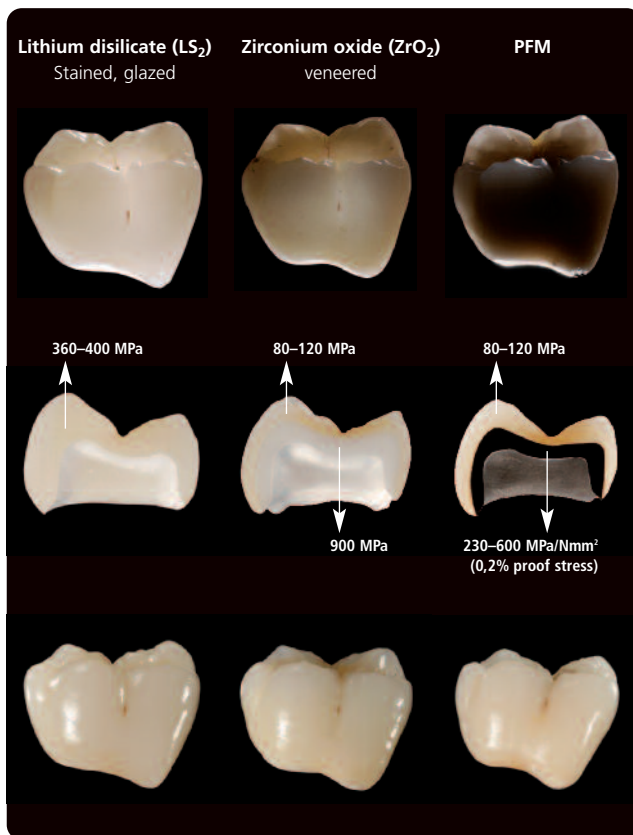 Lithium disilicate (LS₂)
Stained, glazed
Zirconium oxide (ZrO₂)
veneered
PFM
360–400 MPa
80–120 MPa
80–120 MPa
900 MPa
230–600 MPa/Nmm²
(0,2% proof stress)